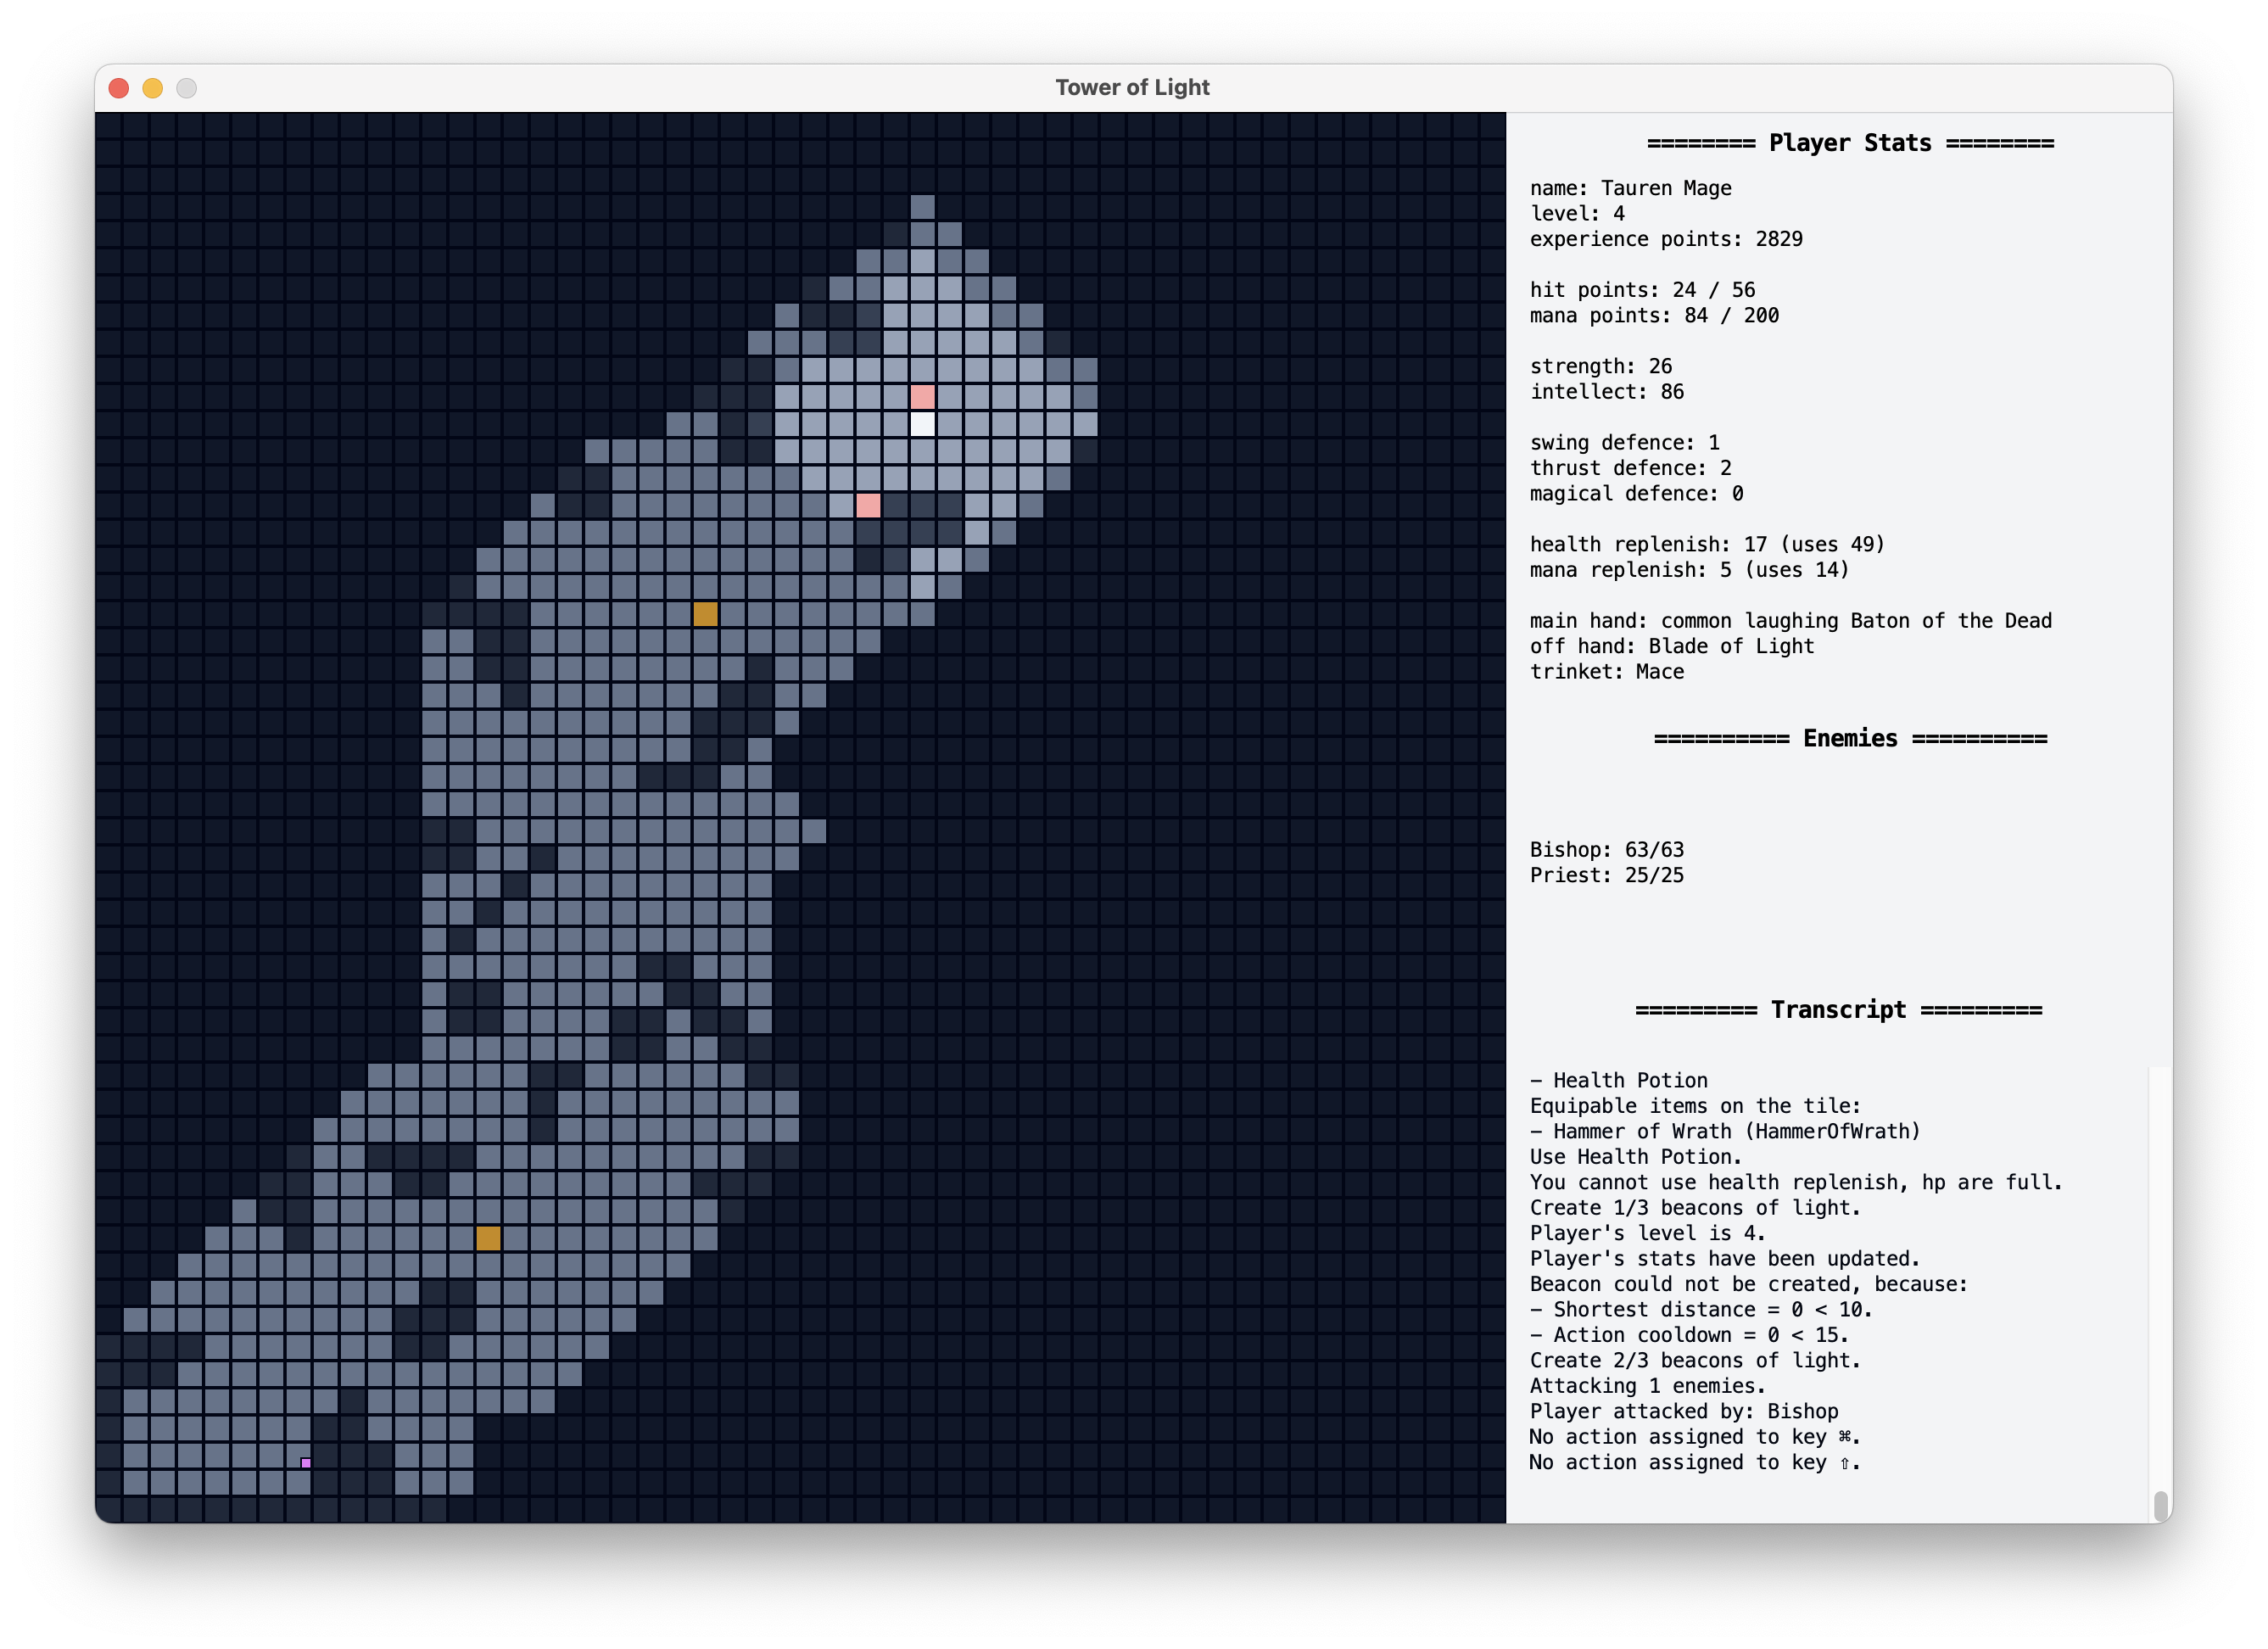 Tower of Light
======== Player Stats ========
name: Tauren Mage
level: 4
experience points: 2829
hit points: 24 / 56
mana points: 84 / 200
strength: 26
intellect: 86
swing defence: 1
thrust defence: 2
magical defence: 0
health replenish: 17 (uses 49)
mana replenish: 5 (uses 14)
main hand: common laughing Baton of the Dead
off hand: Blade of Light
trinket: Mace
========== Enemies ==========
Bishop: 63/63
Priest: 25/25
========= Transcript =========
– Health Potion
Equipable items on the tile:
– Hammer of Wrath (HammerOfWrath)
Use Health Potion.
You cannot use health replenish, hp are full.
Create 1/3 beacons of light.
Player's level is 4.
Player's stats have been updated.
Beacon could not be created, because:
– Shortest distance = 0 < 10.
– Action cooldown = 0 < 15.
Create 2/3 beacons of light.
Attacking 1 enemies.
Player attacked by: Bishop
No action assigned to key ⌘.
No action assigned to key ⇧.